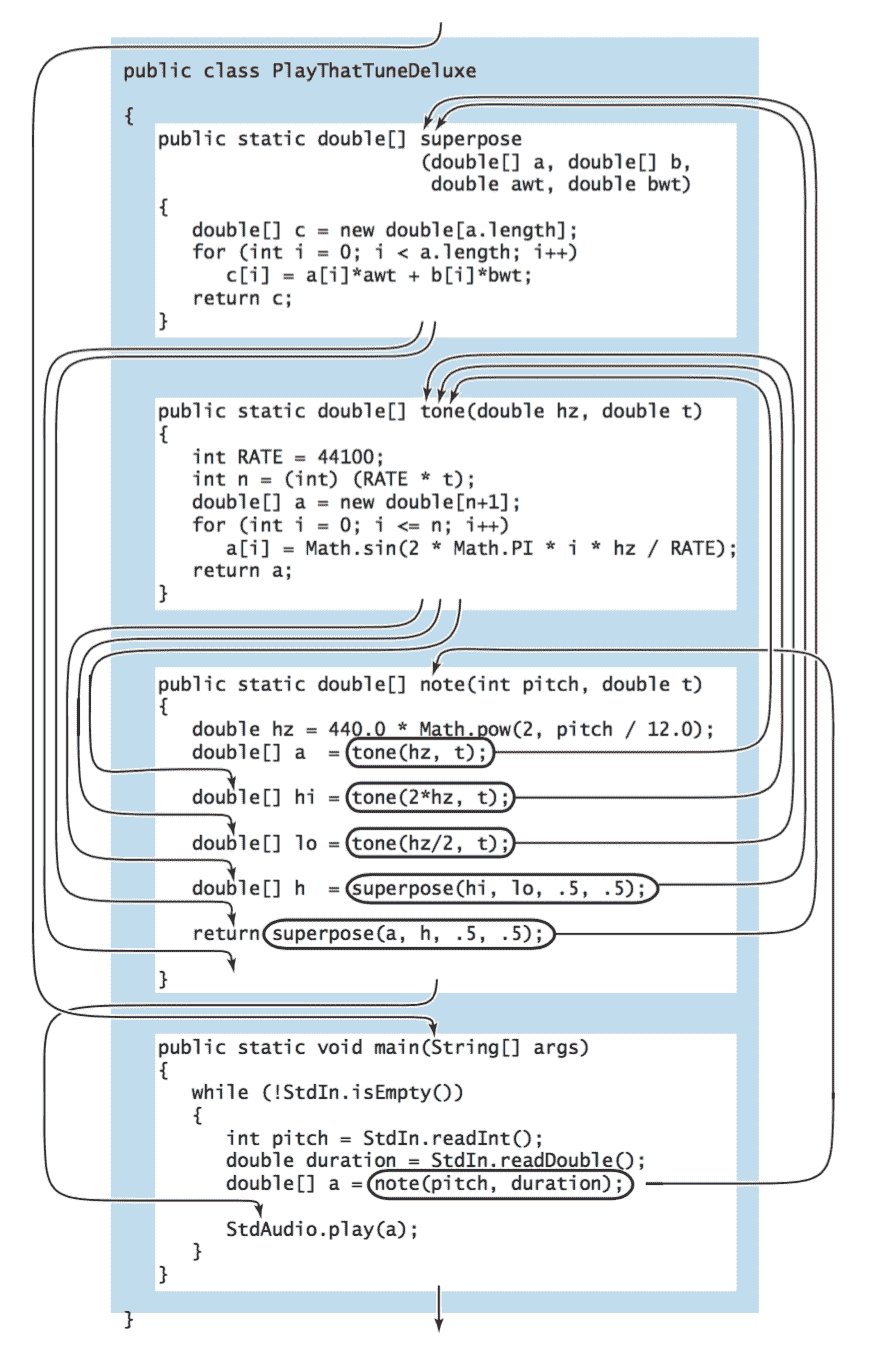 public class PlayThatTuneDeluxe
{
public static double[] superpose
(double[] a, double[] b,
double awt, double bwt)
{
double[] c = new double[a.length];
for (int i = 0; i < a.length; i++)
c[i] = a[i]*awt + b[i]*bwt;
return c;
}
public static double[] tone(double hz, double t)
{
int RATE = 44100;
int n = (int) (RATE * t);
double[] a = new double[n+1];
for (int i = 0; i <= n; i++)
a[i] = Math.sin(2 * Math.PI * i * hz / RATE);
return a;
}
public static double[] note(int pitch, double t)
{
double hz = 440.0 * Math.pow(2, pitch / 12.0);
double[] a = tone(hz, t);
double[] hi = tone(2*hz, t);
double[] lo = tone(hz/2, t);
double[] h = superpose(hi, lo, .5, .5);
return superpose(a, h, .5, .5);
}
public static void main(String[] args)
{
while (!StdIn.isEmpty())
{
int pitch = StdIn.readInt();
double duration = StdIn.readDouble();
double[] a = note(pitch, duration);
StdAudio.play(a);
}
}
}